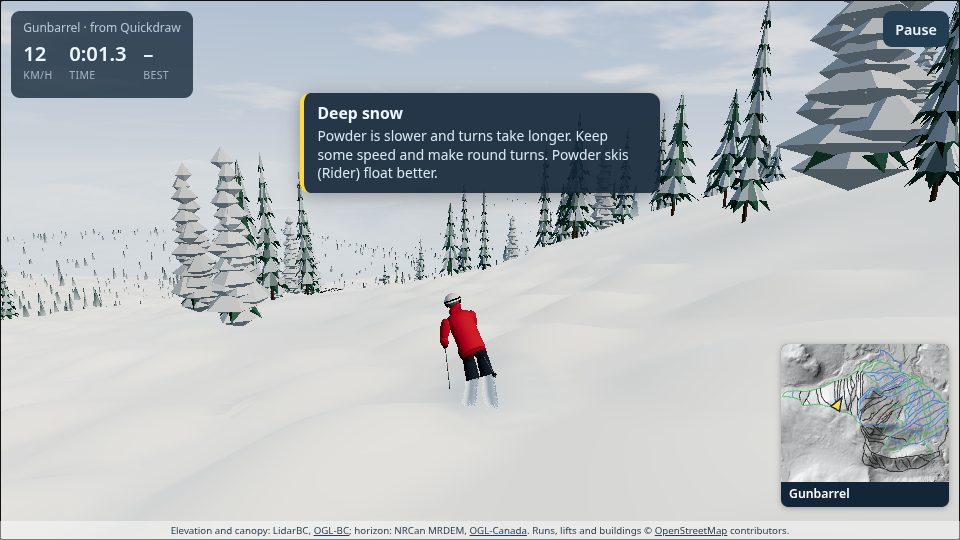 Gunbarrel · from Quickdraw
12 0:01.3 –
KM/H TIME BEST
Pause
Deep snow
Powder is slower and turns take longer. Keep
some speed and make round turns. Powder skis
(Rider) float better.
Gunbarrel
Elevation and canopy: LidarBC, OGL-BC; horizon: NRCan MRDEM, OGL-Canada. Runs, lifts and buildings © OpenStreetMap contributors.